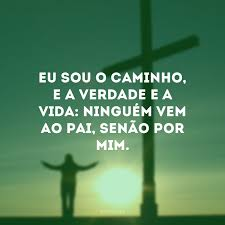 EU SOU O CAMINHO,
E A VERDADE E A
VIDA: NINGUÉM VEM
AO PAI, SENÃO POR
MIM.